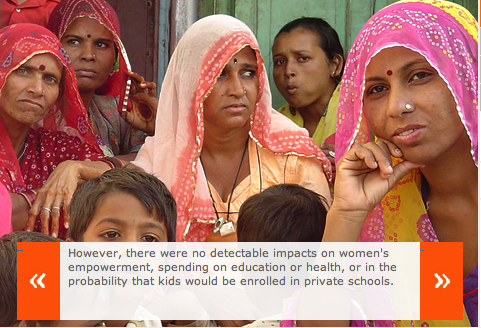 However, there were no detectable impacts on women's
empowerment, spending on education or health, or in the
probability that kids would be enrolled in private schools.
« »